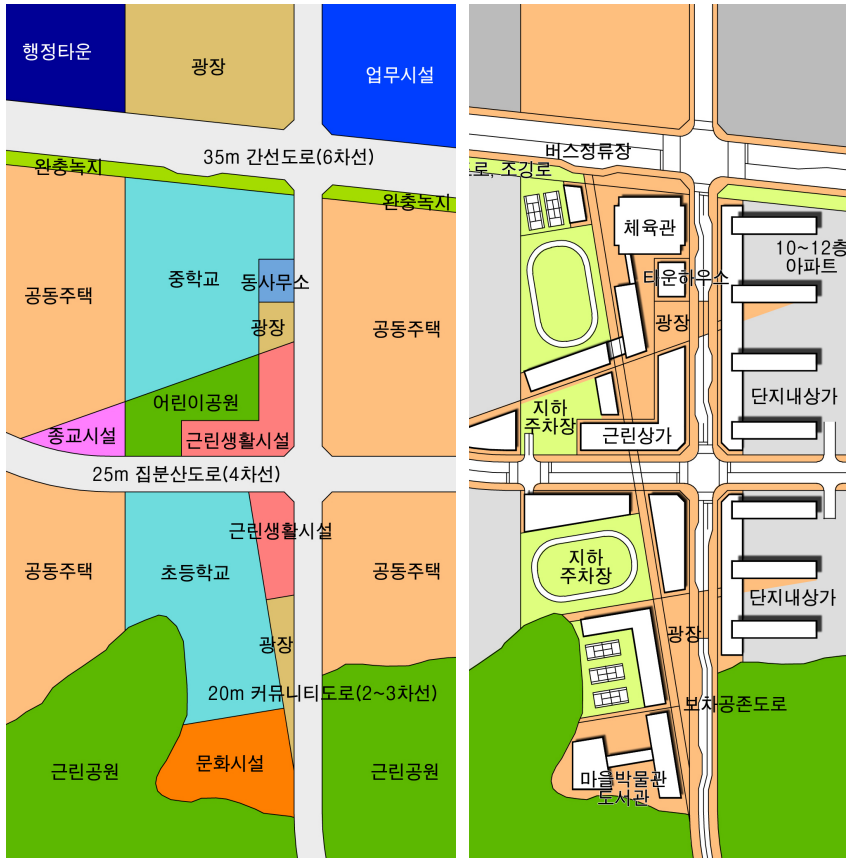 행정타운
광장
업무시설
35m 간선도로(6차선)
완충녹지
완충녹지
공동주택
중학교
동사무소
광장
공동주택
어린이공원
종교시설
근린생활시설
25m 집분산도로(4차선)
근린생활시설
공동주택
초등학교
공동주택
광장
20m 커뮤니티도로(2~3차선)
문화시설
근린공원
근린공원
버스정류장
로, 조깅로
체육관
10~12층
아파트
타운하우스
광장
단지내상가
지하
주차장
근린상가
지하
주차장
단지내상가
광장
보차공존도로
마을박물관
도서관